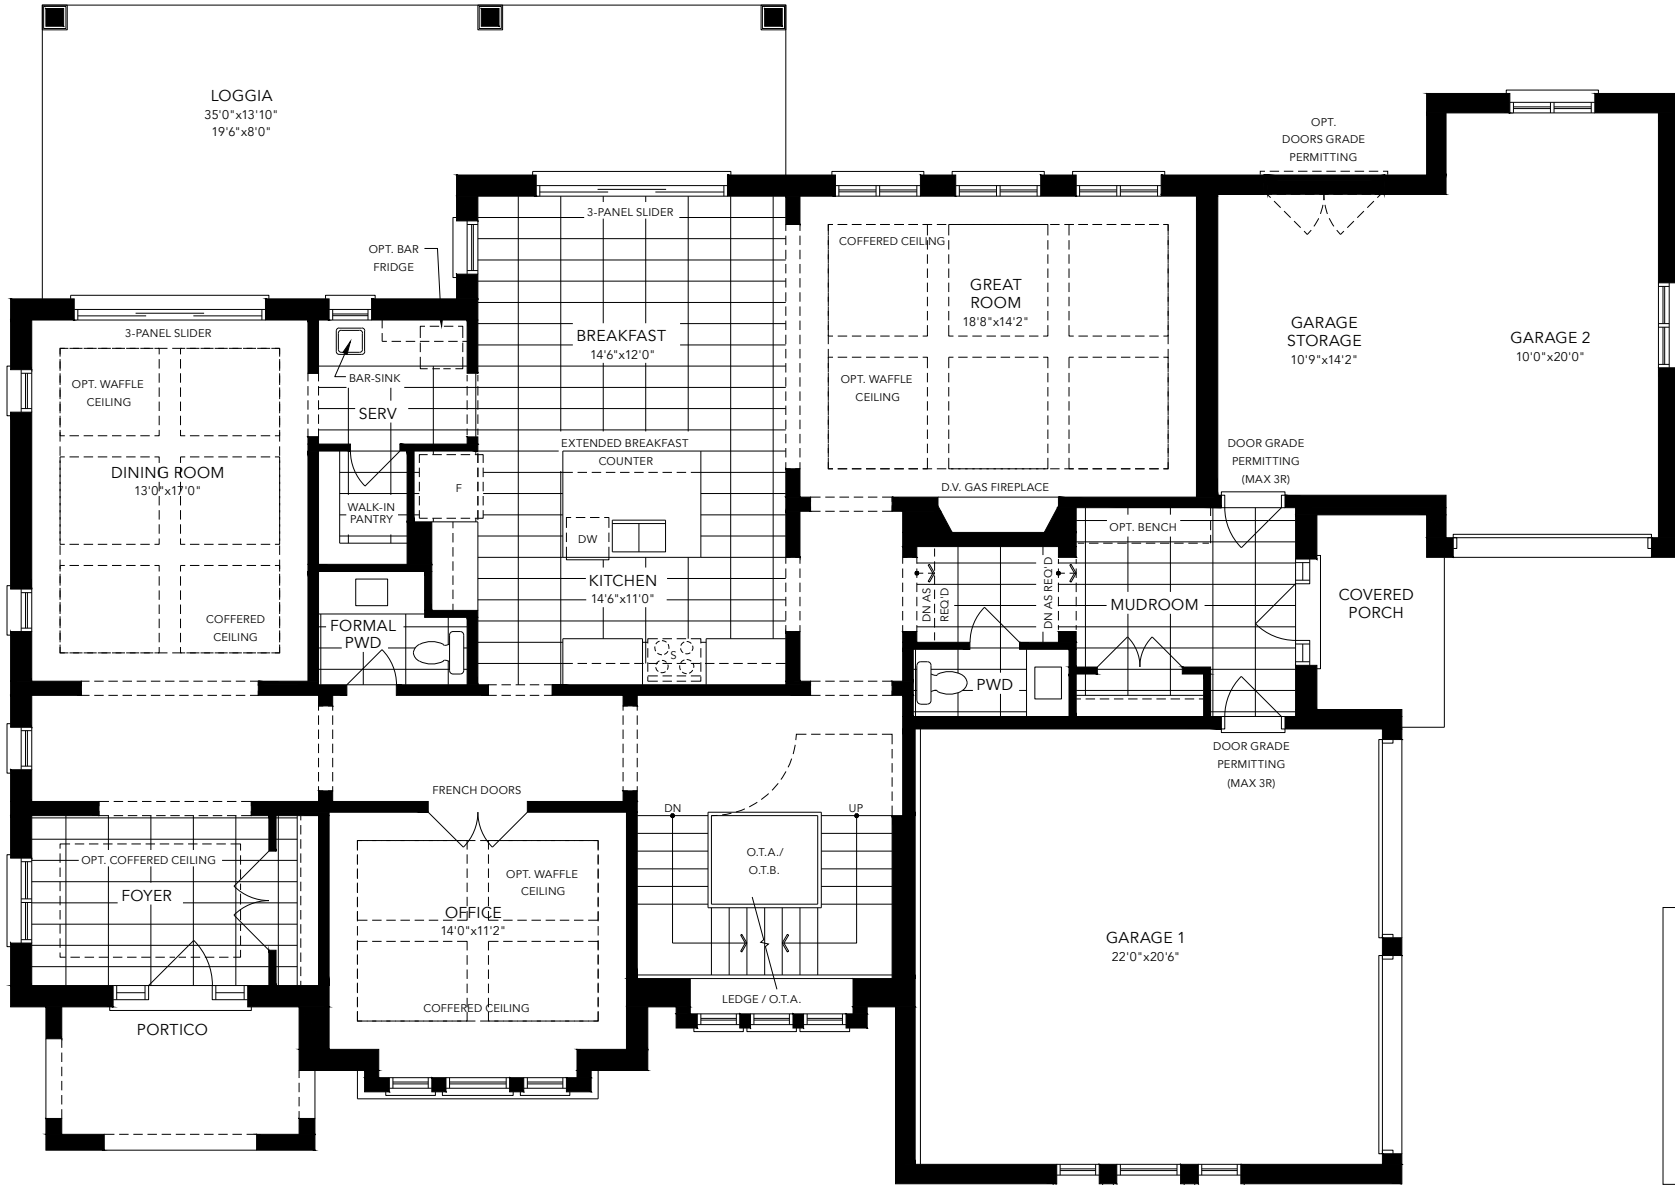 LOGGIA
35'0"x13'10"
19'6"x8'0"
OPT.
DOORS GRADE
PERMITTING
3-PANEL SLIDER
OPT. BAR
FRIDGE
COFFERED CEILING
GREAT
ROOM
18'8"x14'2"
OPT. WAFFLE
CEILING
D.V. GAS FIREPLACE
GARAGE
STORAGE
10'9"x14'2"
GARAGE 2
10'0"x20'0"
3-PANEL SLIDER
OPT. WAFFLE
CEILING
DINING ROOM
13'0"x17'0"
COFFERED
CEILING
BAR-SINK
SERV
BREAKFAST
14'6"x12'0"
EXTENDED BREAKFAST
COUNTER
WALK-IN
PANTRY
F
DW
KITCHEN
14'6"x11'0"
S
FORMAL
PWD
DOOR GRADE
PERMITTING
(MAX 3R)
OPT. BENCH
DN AS
REQ'D
DN AS REQ'D
MUDROOM
COVERED
PORCH
PWD
DOOR GRADE
PERMITTING
(MAX 3R)
FRENCH DOORS
DN
UP
O.T.A./
O.T.B.
OPT. COFFERED CEILING
FOYER
OPT. WAFFLE
CEILING
OFFICE
14'0"x11'2"
COFFERED CEILING
LEDGE / O.T.A.
GARAGE 1
22'0"x20'6"
PORTICO